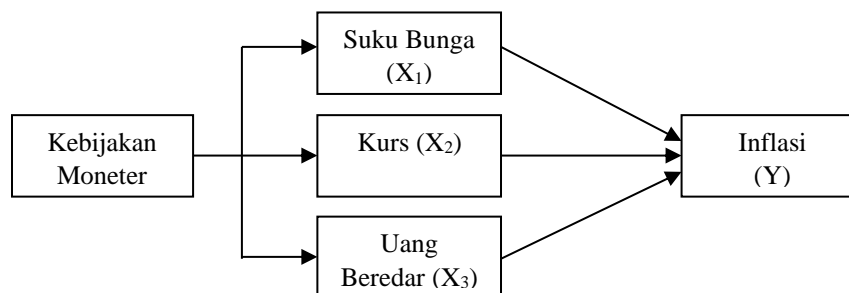 Kebijakan
Moneter
Suku Bunga
(X₁)
Kurs (X₂)
Uang
Beredar (X₃)
Inflasi
(Y)